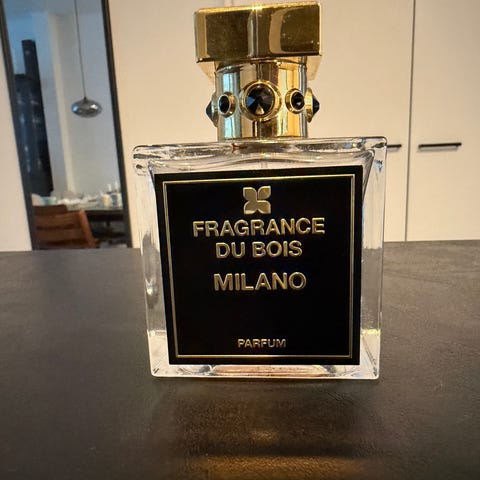 FRAGRANCE
DU BOIS
MILANO
PARFUM